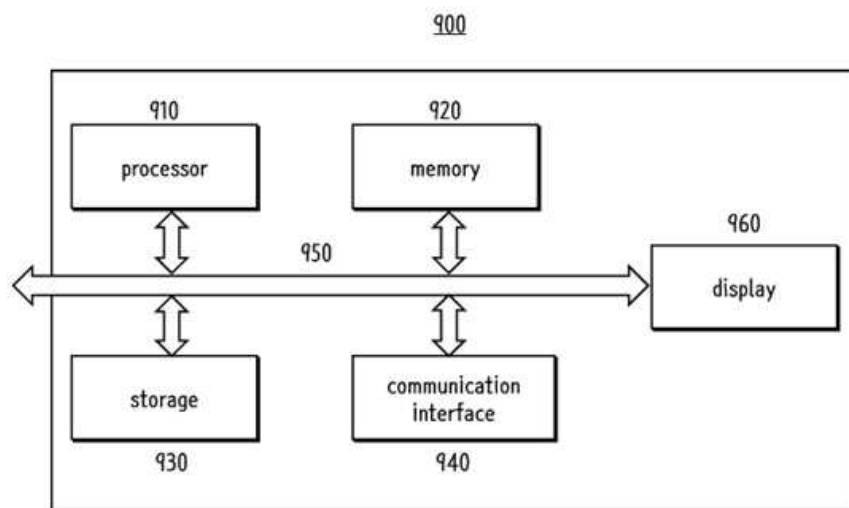 900
910
processor
920
memory
950
960
display
storage
930
communication
interface
940